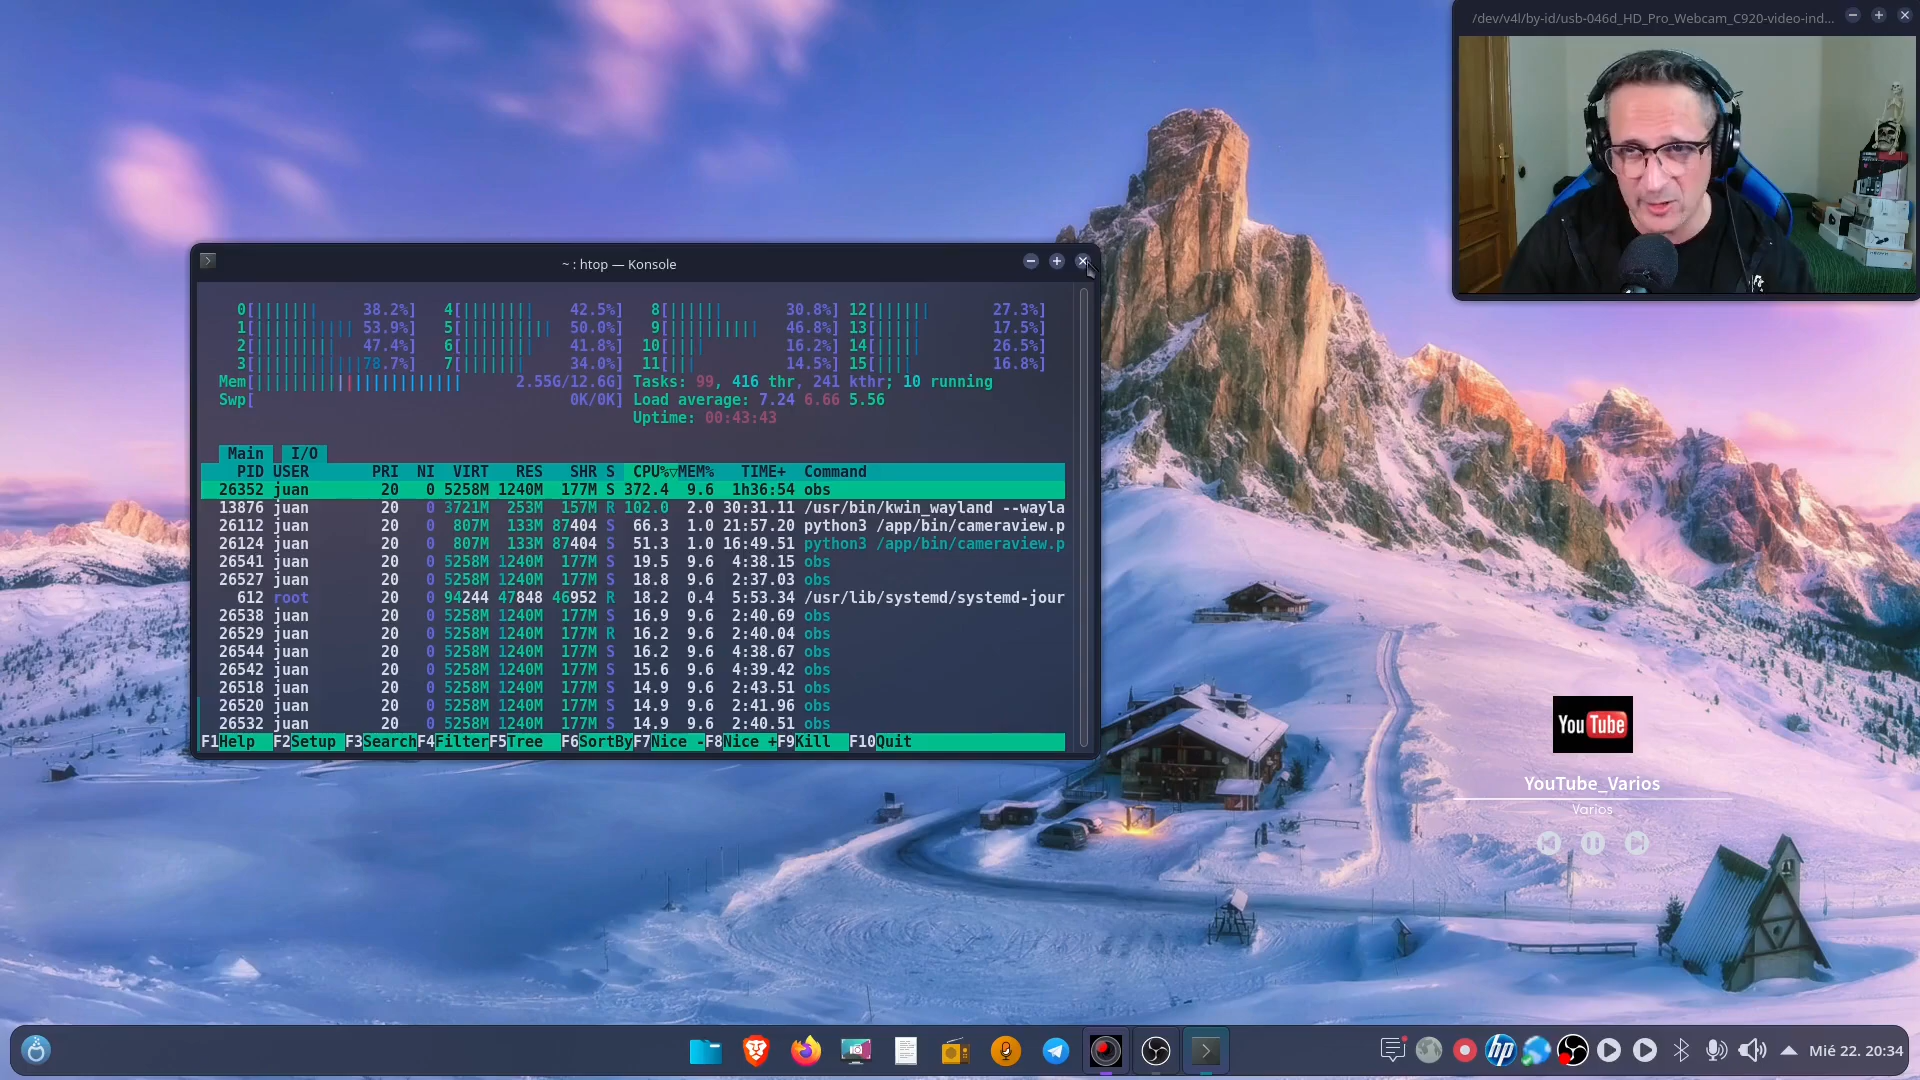 /dev/v4l/by-id/usb-046d_HD_Pro_Webcam_C920-video-ind...
~ : htop — Konsole
0[||||||| 38.2%] 4[|||||||| 42.5%] 8[|||||| 30.8%] 12[|||||| 27.3%]
1[||||||||||| 53.9%] 5[|||||||||| 50.0%] 9[|||||||||| 46.8%] 13[||||| 17.5%]
2[||||||||| 47.4%] 6[|||||||| 41.8%] 10[|||| 16.2%] 14[||||| 26.5%]
3[||||||||||||78.7%] 7[||||||| 34.0%] 11[||| 14.5%] 15[|||| 16.8%]
Mem[||||||||||||||||||||||| 2.55G/12.6G] Tasks: 99, 416 thr, 241 kthr; 10 running
Swp[ 0K/0K] Load average: 7.24 6.66 5.56
Uptime: 00:43:43
Main I/O
PID USER PRI NI VIRT RES SHR S CPU%▽MEM% TIME+ Command
26352 juan 20 0 5258M 1240M 177M S 372.4 9.6 1h36:54 obs
13876 juan 20 0 3721M 253M 157M R 102.0 2.0 30:31.11 /usr/bin/kwin_wayland --wayla
26112 juan 20 0 807M 133M 87404 S 66.3 1.0 21:57.20 python3 /app/bin/cameraview.p
26124 juan 20 0 807M 133M 87404 S 51.3 1.0 16:49.51 python3 /app/bin/cameraview.p
26541 juan 20 0 5258M 1240M 177M S 19.5 9.6 4:38.15 obs
26527 juan 20 0 5258M 1240M 177M S 18.8 9.6 2:37.03 obs
612 root 20 0 94244 47848 46952 R 18.2 0.4 5:53.34 /usr/lib/systemd/systemd-jour
26538 juan 20 0 5258M 1240M 177M S 16.9 9.6 2:40.69 obs
26529 juan 20 0 5258M 1240M 177M R 16.2 9.6 2:40.04 obs
26544 juan 20 0 5258M 1240M 177M S 16.2 9.6 4:38.67 obs
26542 juan 20 0 5258M 1240M 177M S 15.6 9.6 4:39.42 obs
26518 juan 20 0 5258M 1240M 177M S 14.9 9.6 2:43.51 obs
26520 juan 20 0 5258M 1240M 177M S 14.9 9.6 2:41.96 obs
26532 juan 20 0 5258M 1240M 177M S 14.9 9.6 2:40.51 obs
F1Help F2Setup F3SearchF4FilterF5Tree F6SortByF7Nice -F8Nice +F9Kill F10Quit
YouTube
YouTube_Varios
Varios
hp
Mié 22. 20:34